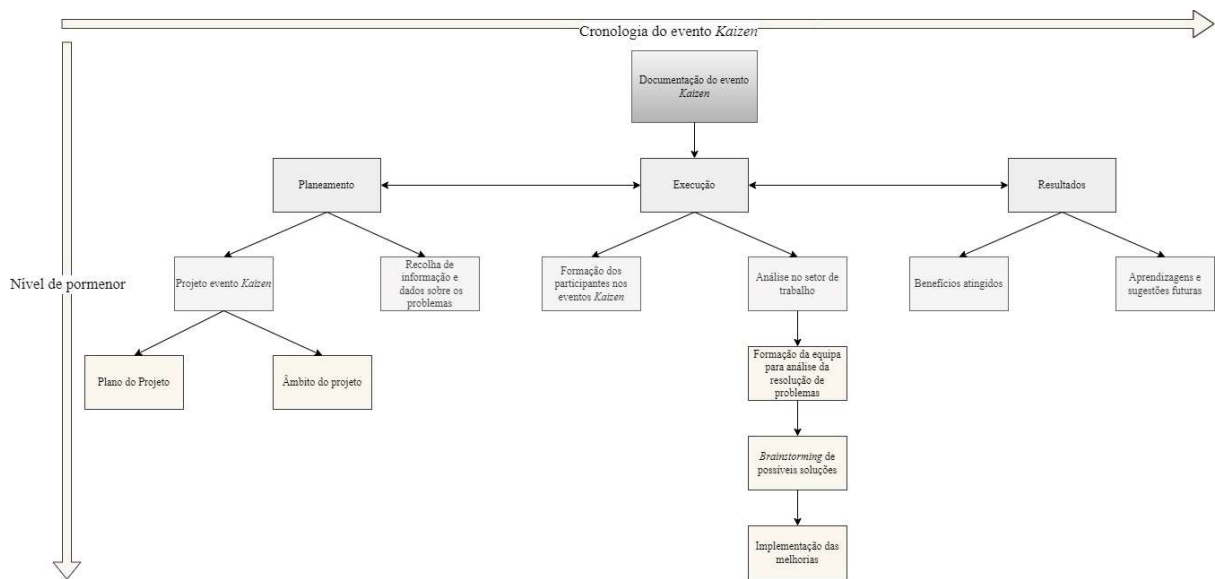 Cronologia do evento Kaizen
Documentação do evento
Kaizen
Planeamento
Execução
Resultados
Nível de pormenor
Projeto evento Kaizen
Recolha de
informação e
dados sobre os
problemas
Formação dos
participantes nos
eventos Kaizen
Análise no setor de
trabalho
Benefícios atingidos
Aprendizagens e
sugestões futuras
Plano do Projeto
Âmbito do projeto
Formação da equipa
para análise da
resolução de
problemas
Brainstorming de
possíveis soluções
Implementação das
melhorias